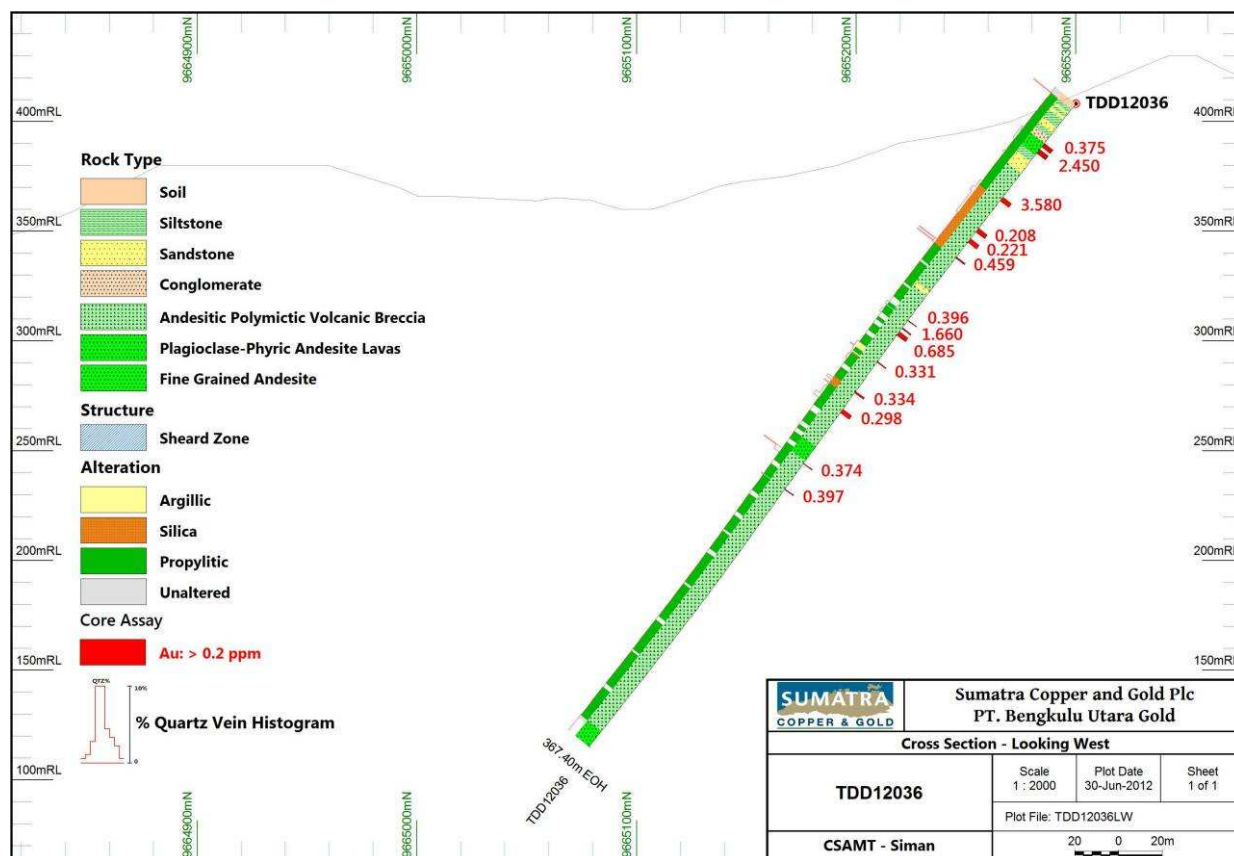 9664900mN
9665000mN
9665100mN
9665200mN
9665300mN
400mRL
350mRL
300mRL
250mRL
200mRL
150mRL
100mRL
400mRL
350mRL
300mRL
250mRL
200mRL
150mRL
TDD12036
0.375
2.450
3.580
0.208
0.221
0.459
0.396
1.660
0.685
0.331
0.334
0.298
0.374
0.397
367.40m EOH
TDD12036
Rock Type
Soil
Siltstone
Sandstone
Conglomerate
Andesitic Polymictic Volcanic Breccia
Plagioclase-Phyric Andesite Lavas
Fine Grained Andesite
Structure
Sheard Zone
Alteration
Argillic
Silica
Propylitic
Unaltered
Core Assay
Au: > 0.2 ppm
QTZ%
10%
0
% Quartz Vein Histogram
SUMATRA
COPPER & GOLD
Sumatra Copper and Gold Plc
PT. Bengkulu Utara Gold
Cross Section - Looking West
TDD12036
Scale
1 : 2000
Plot Date
30-Jun-2012
Sheet
1 of 1
Plot File: TDD12036LW
CSAMT - Siman
20 0 20m